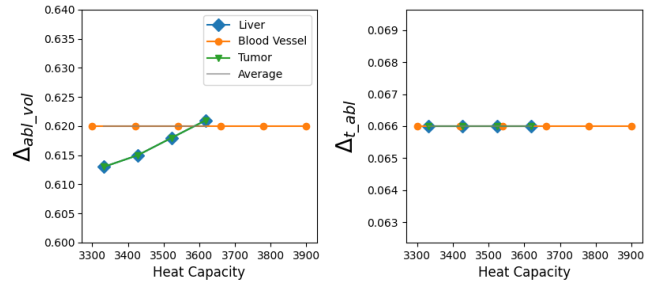 0.640
0.635
0.630
0.625
0.620
0.615
0.610
0.605
0.600
Δabl_vol
3300 3400 3500 3600 3700 3800 3900
Heat Capacity
Liver
Blood Vessel
Tumor
Average
0.069
0.068
0.067
0.066
0.065
0.064
0.063
Δt_abl
3300 3400 3500 3600 3700 3800 3900
Heat Capacity